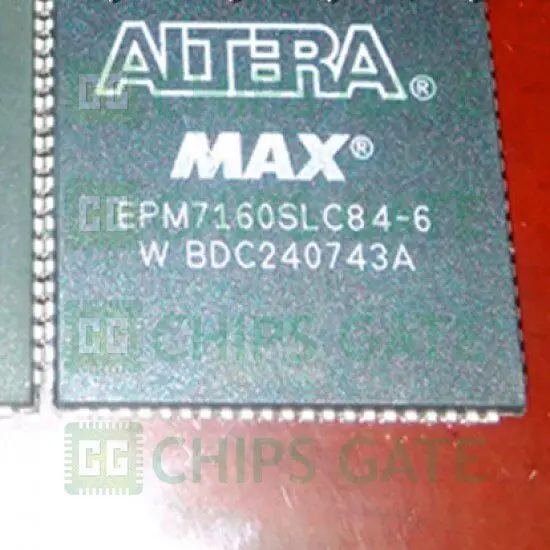 ALTERA®
MAX®
EPM7160SLC84-6
W BDC240743A
CHIPS GATE
CHIPS GATE